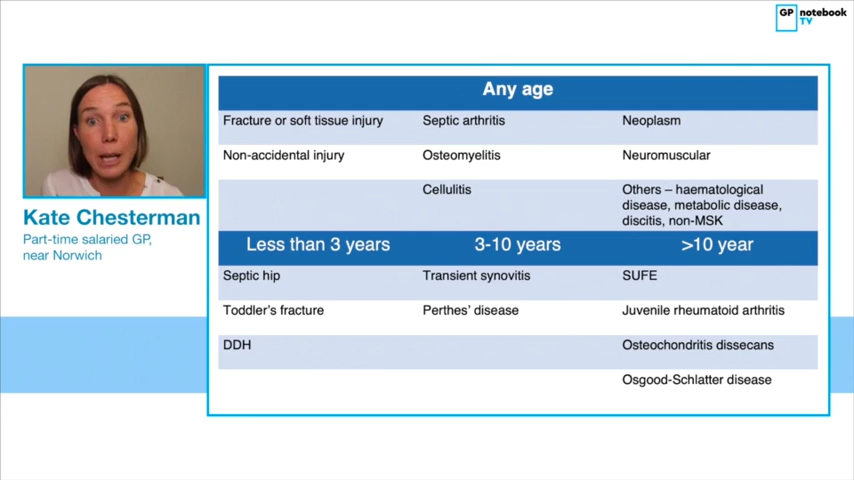 GP notebook
TV
Any age
Fracture or soft tissue injury
Septic arthritis
Neoplasm
Non-accidental injury
Osteomyelitis
Neuromuscular
Cellulitis
Others – haematological
disease, metabolic disease,
discitis, non-MSK
Kate Chesterman
Part-time salaried GP,
near Norwich
Less than 3 years
3-10 years
>10 year
Septic hip
Transient synovitis
SUFE
Toddler's fracture
Perthes' disease
Juvenile rheumatoid arthritis
DDH
Osteochondritis dissecans
Osgood-Schlatter disease